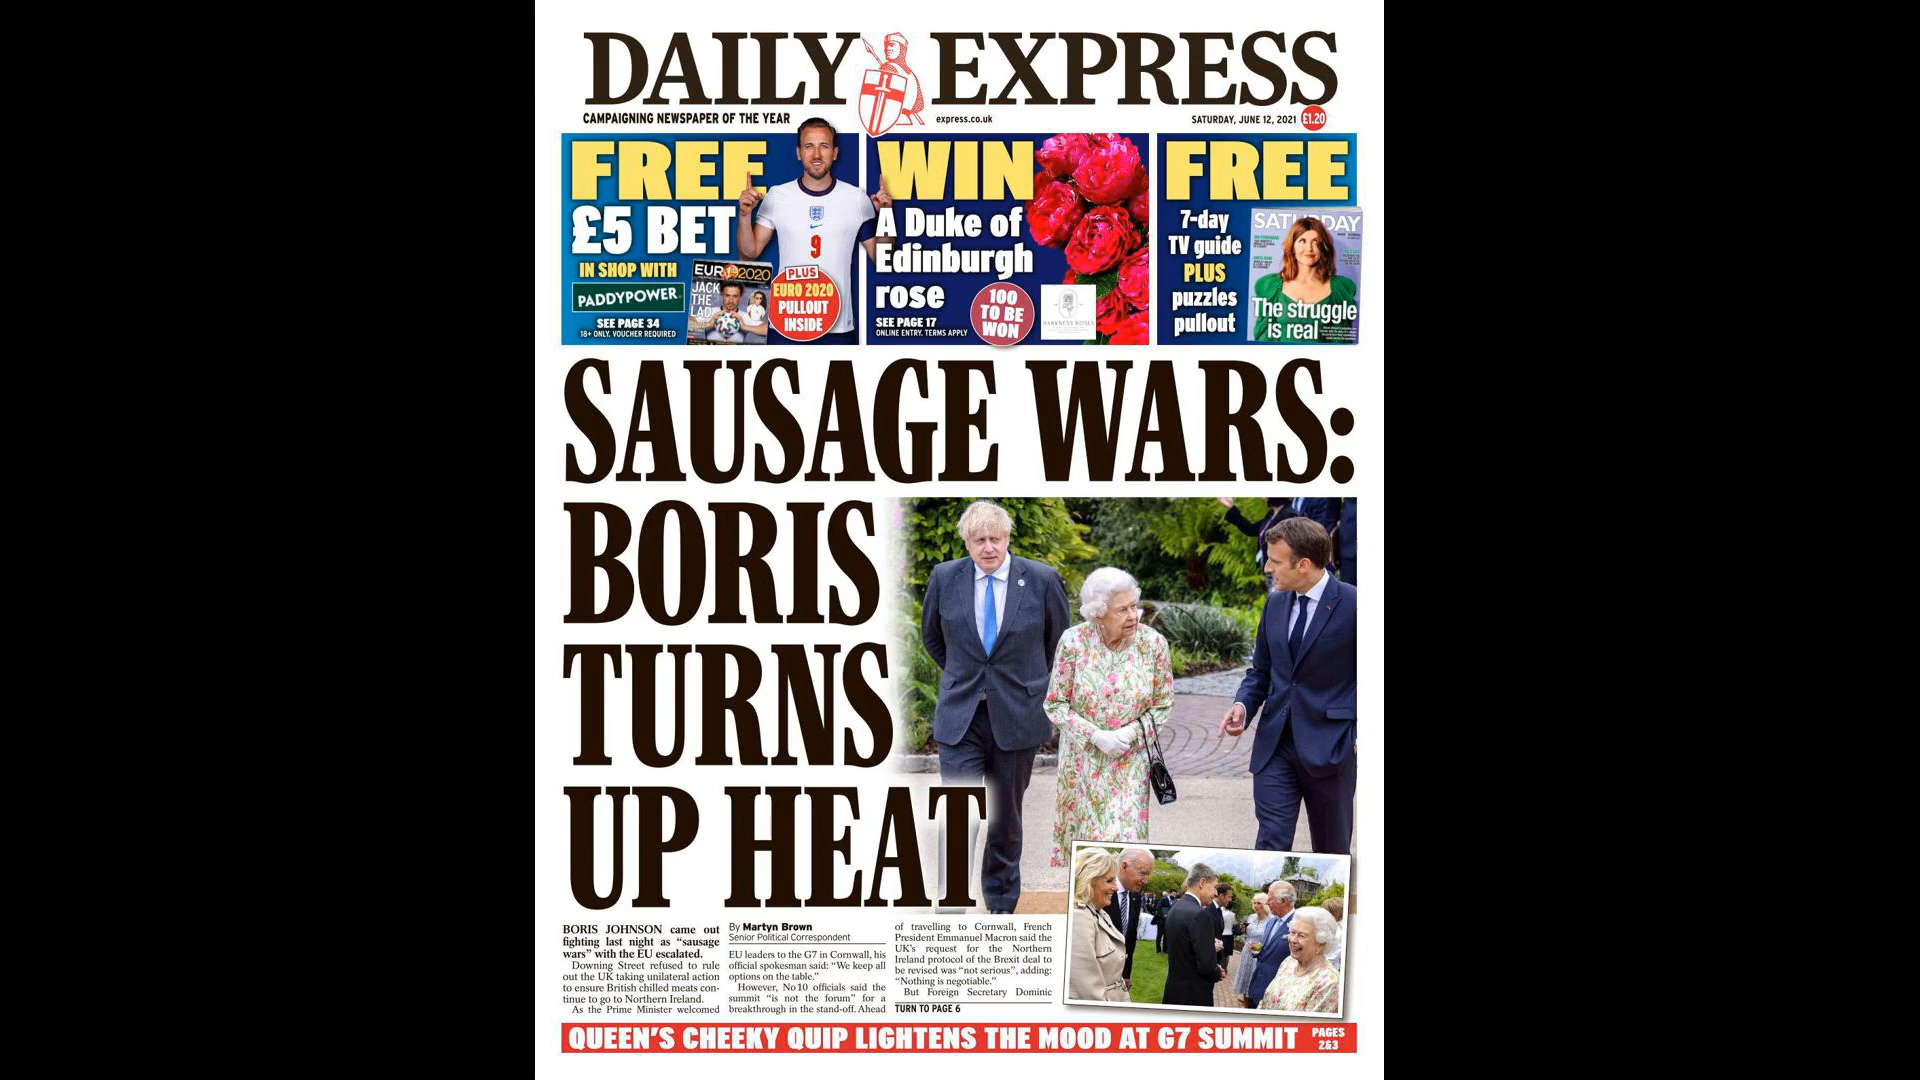 DAILY EXPRESS
CAMPAIGNING NEWSPAPER OF THE YEAR
express.co.uk
SATURDAY, JUNE 12, 2021 £1.20
FREE
£5 BET
IN SHOP WITH
PADDYPOWER
SEE PAGE 34
18+ ONLY. VOUCHER REQUIRED
9
EURO2020
JACK
THE
LAD
PLUS
EURO 2020
PULLOUT
INSIDE
WIN
A Duke of
Edinburgh
rose
SEE PAGE 17
ONLINE ENTRY. TERMS APPLY
100
TO BE
WON
HARKNESS ROSES
FREE
7-day
TV guide
PLUS
puzzles
pullout
SATURDAY
The struggle
is real
SAUSAGE WARS:
BORIS
TURNS
UP HEAT
BORIS JOHNSON came out
fighting last night as “sausage
wars” with the EU escalated.
Downing Street refused to rule
out the UK taking unilateral action
to ensure British chilled meats con-
tinue to go to Northern Ireland.
As the Prime Minister welcomed
By Martyn Brown
Senior Political Correspondent
EU leaders to the G7 in Cornwall, his
official spokesman said: “We keep all
options on the table.”
However, No10 officials said the
summit “is not the forum” for a
breakthrough in the stand-off. Ahead
of travelling to Cornwall, French
President Emmanuel Macron said the
UK’s request for the Northern
Ireland protocol of the Brexit deal to
be revised was “not serious”, adding:
“Nothing is negotiable.”
But Foreign Secretary Dominic
TURN TO PAGE 6
QUEEN’S CHEEKY QUIP LIGHTENS THE MOOD AT G7 SUMMIT
PAGES
2&3